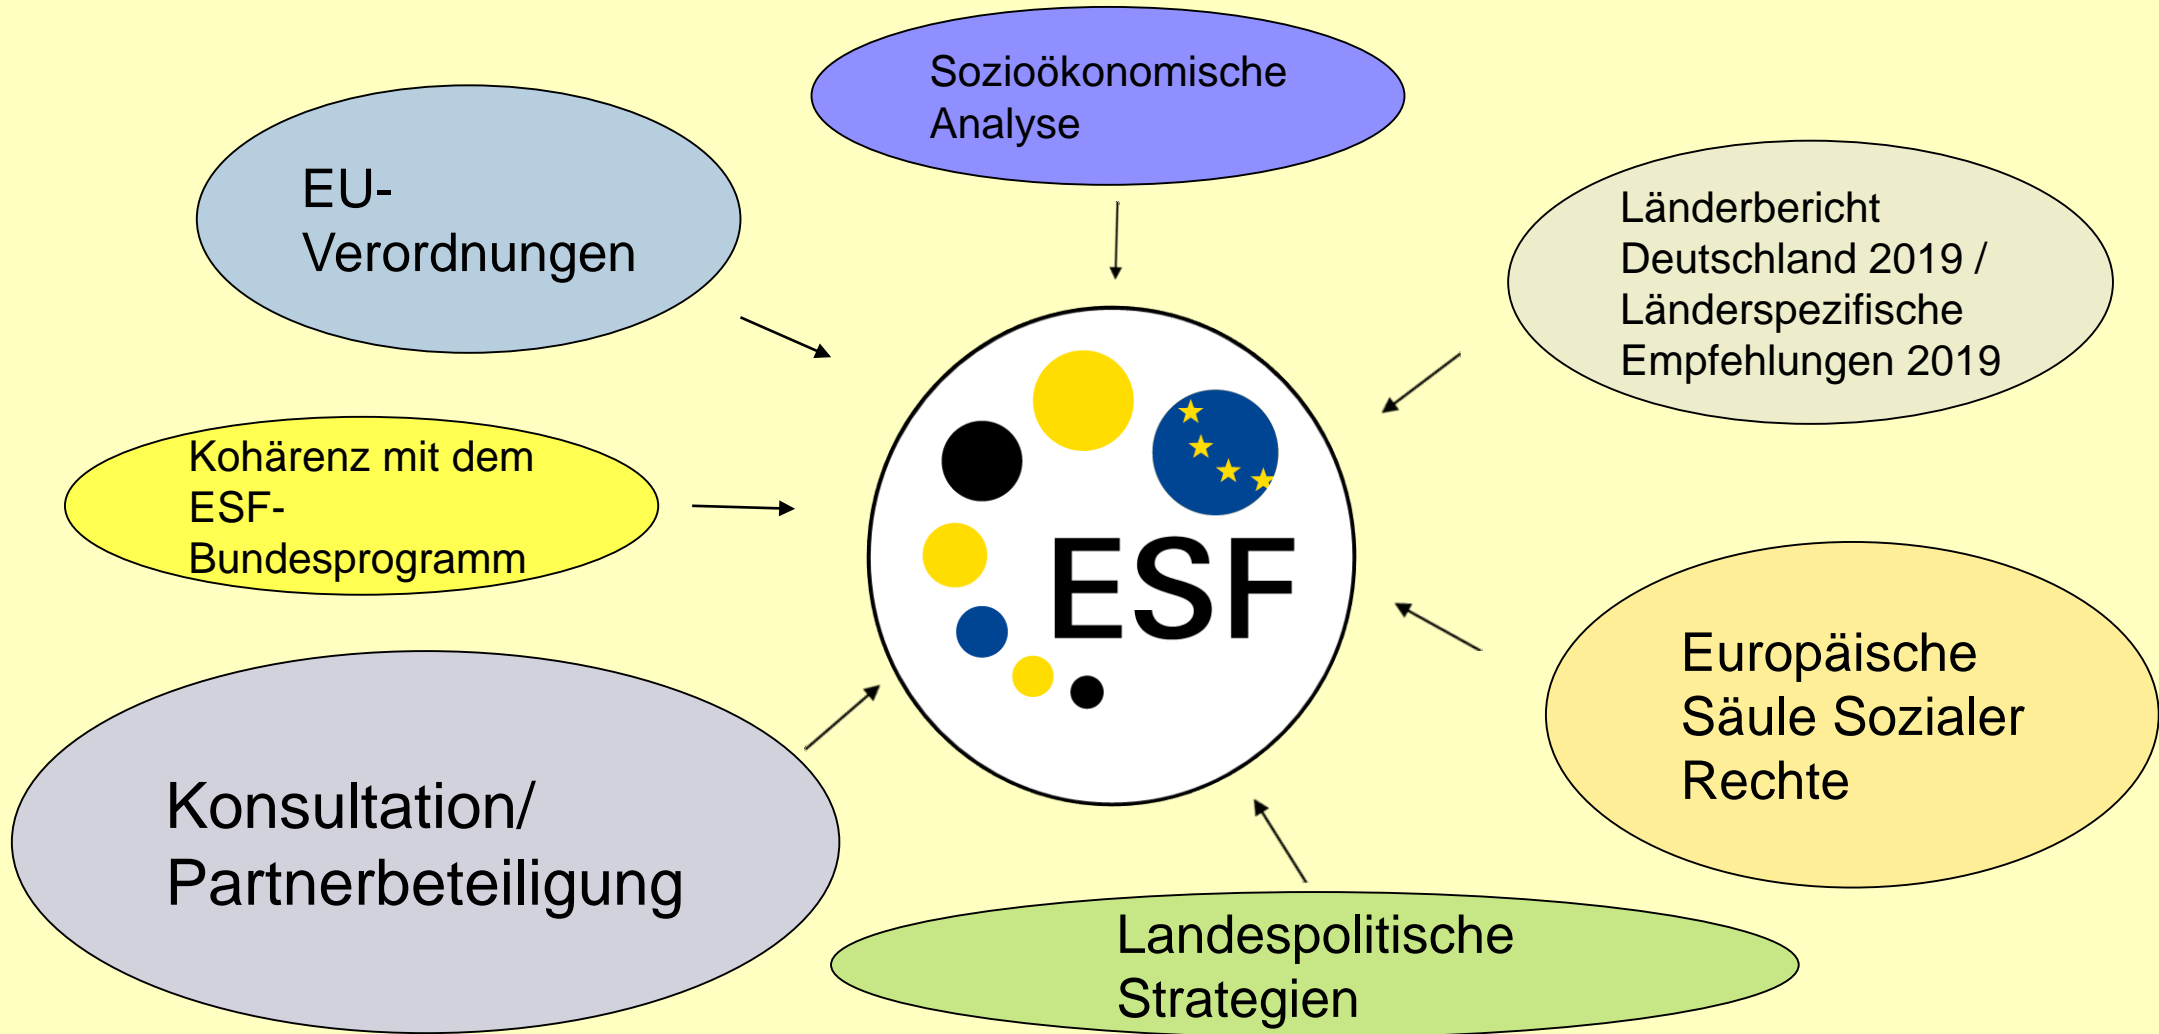 Sozioökonomische
Analyse
EU-
Verordnungen
Länderbericht
Deutschland 2019 /
Länderspezifische
Empfehlungen 2019
Kohärenz mit dem
ESF-
Bundesprogramm
ESF
Europäische
Säule Sozialer
Rechte
Konsultation/
Partnerbeteiligung
Landespolitische
Strategien